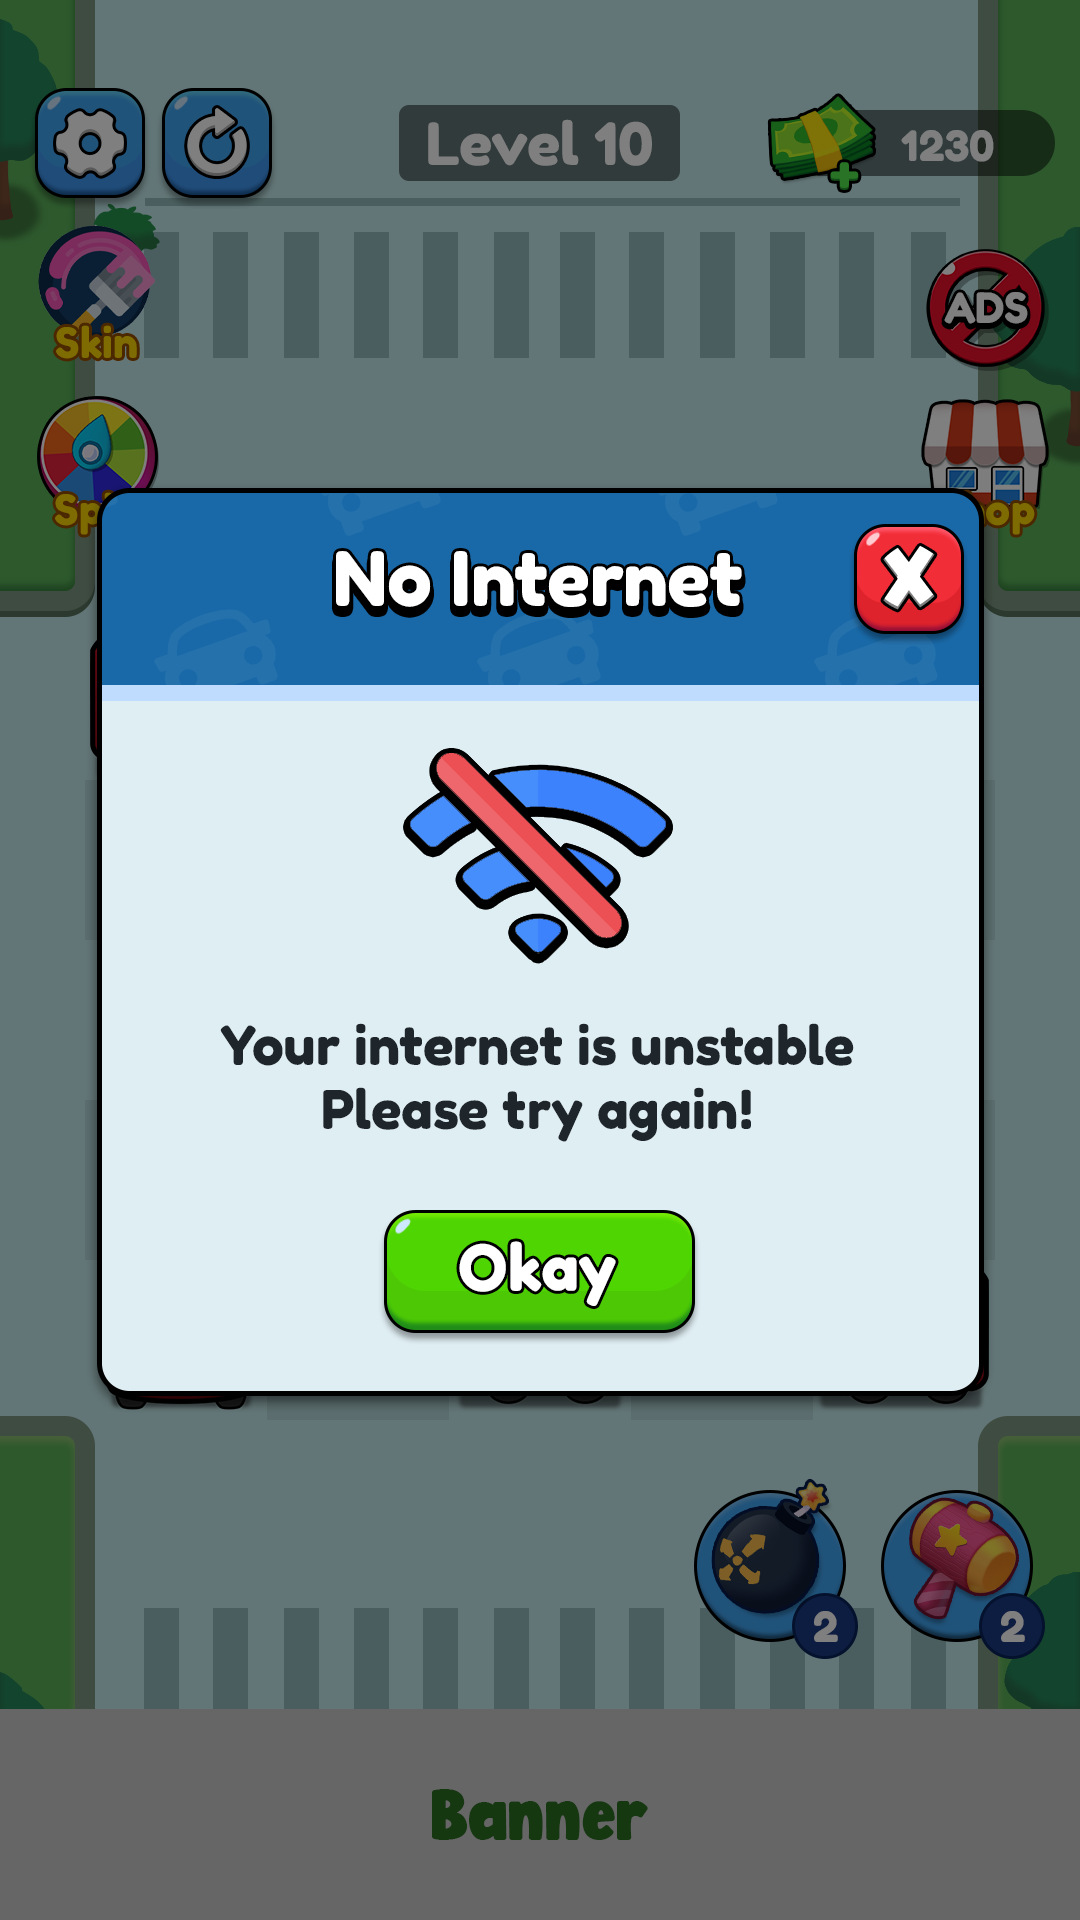 Level 10
1230
Skin
ADS
No Internet
Your internet is unstable
Please try again!
Okay
2
2
Banner